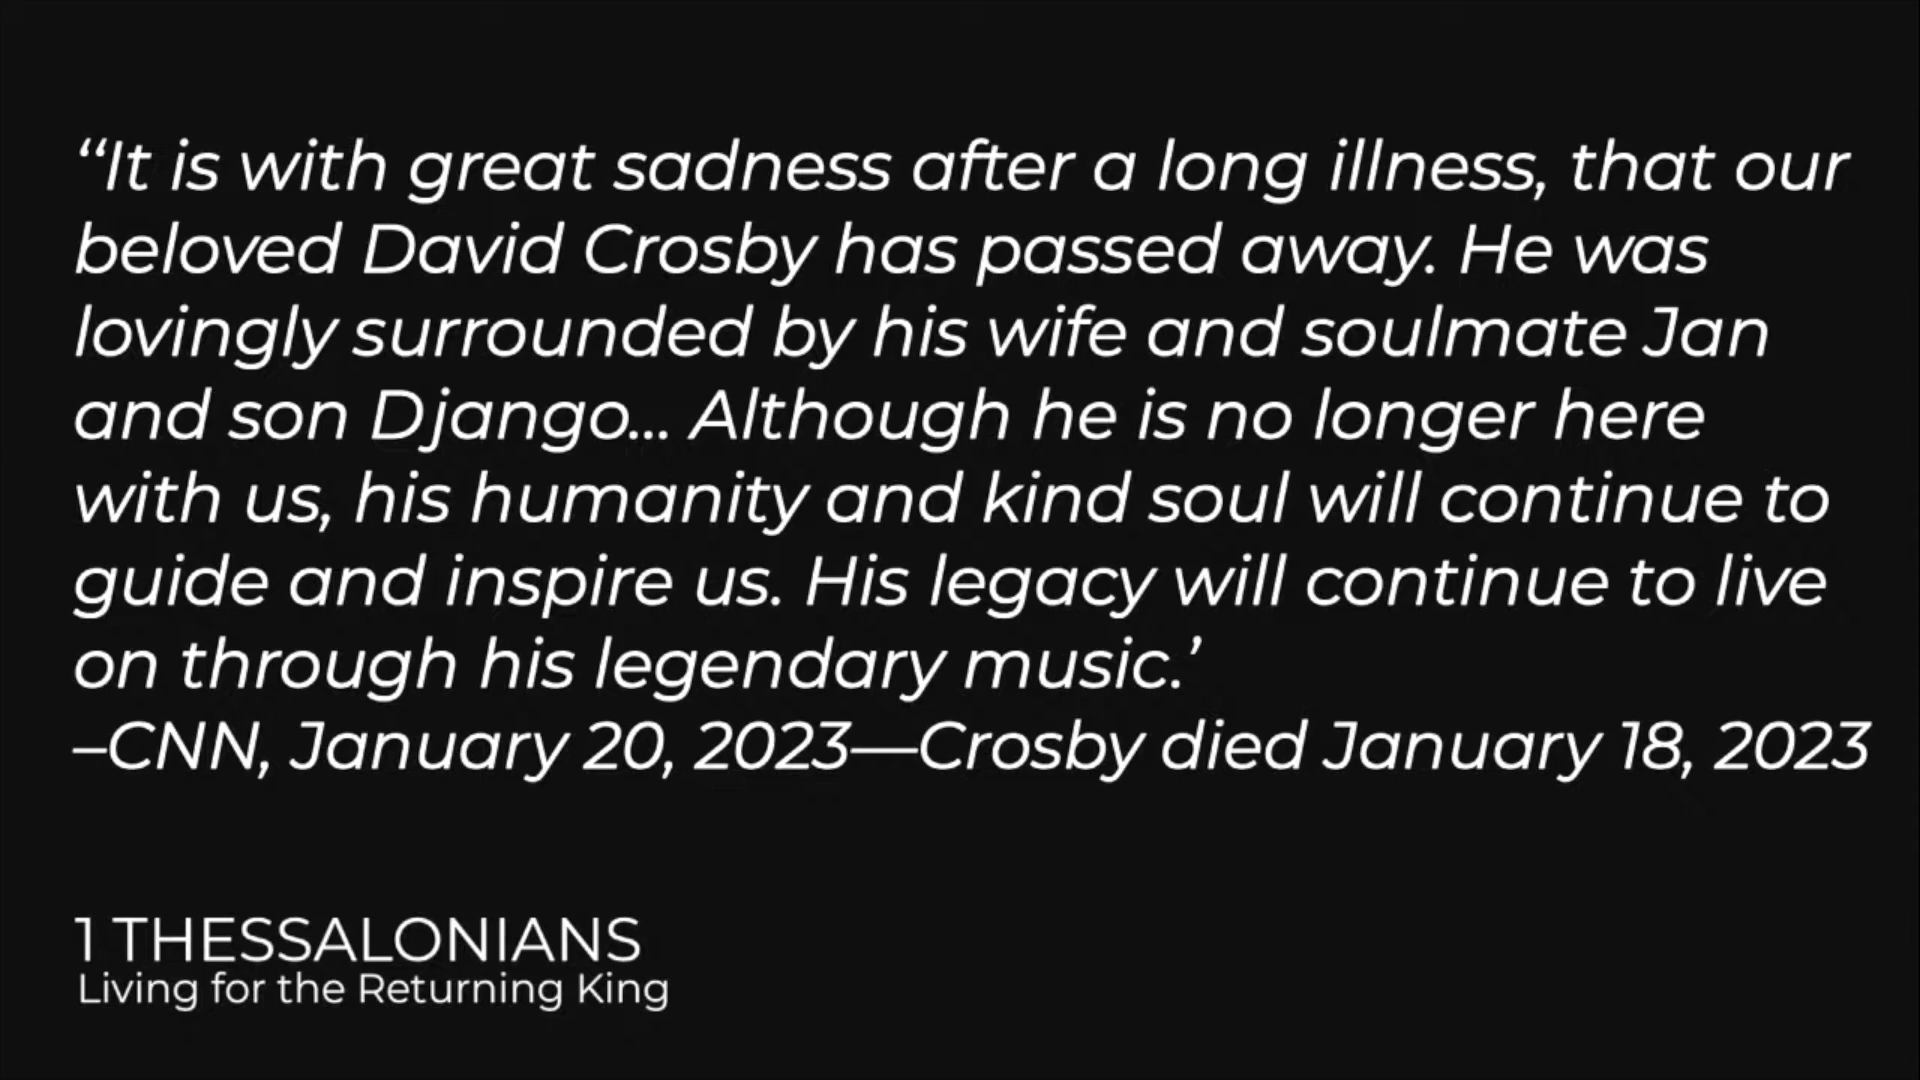 “It is with great sadness after a long illness, that our
beloved David Crosby has passed away. He was
lovingly surrounded by his wife and soulmate Jan
and son Django... Although he is no longer here
with us, his humanity and kind soul will continue to
guide and inspire us. His legacy will continue to live
on through his legendary music.’
–CNN, January 20, 2023—Crosby died January 18, 2023
1 THESSALONIANS
Living for the Returning King